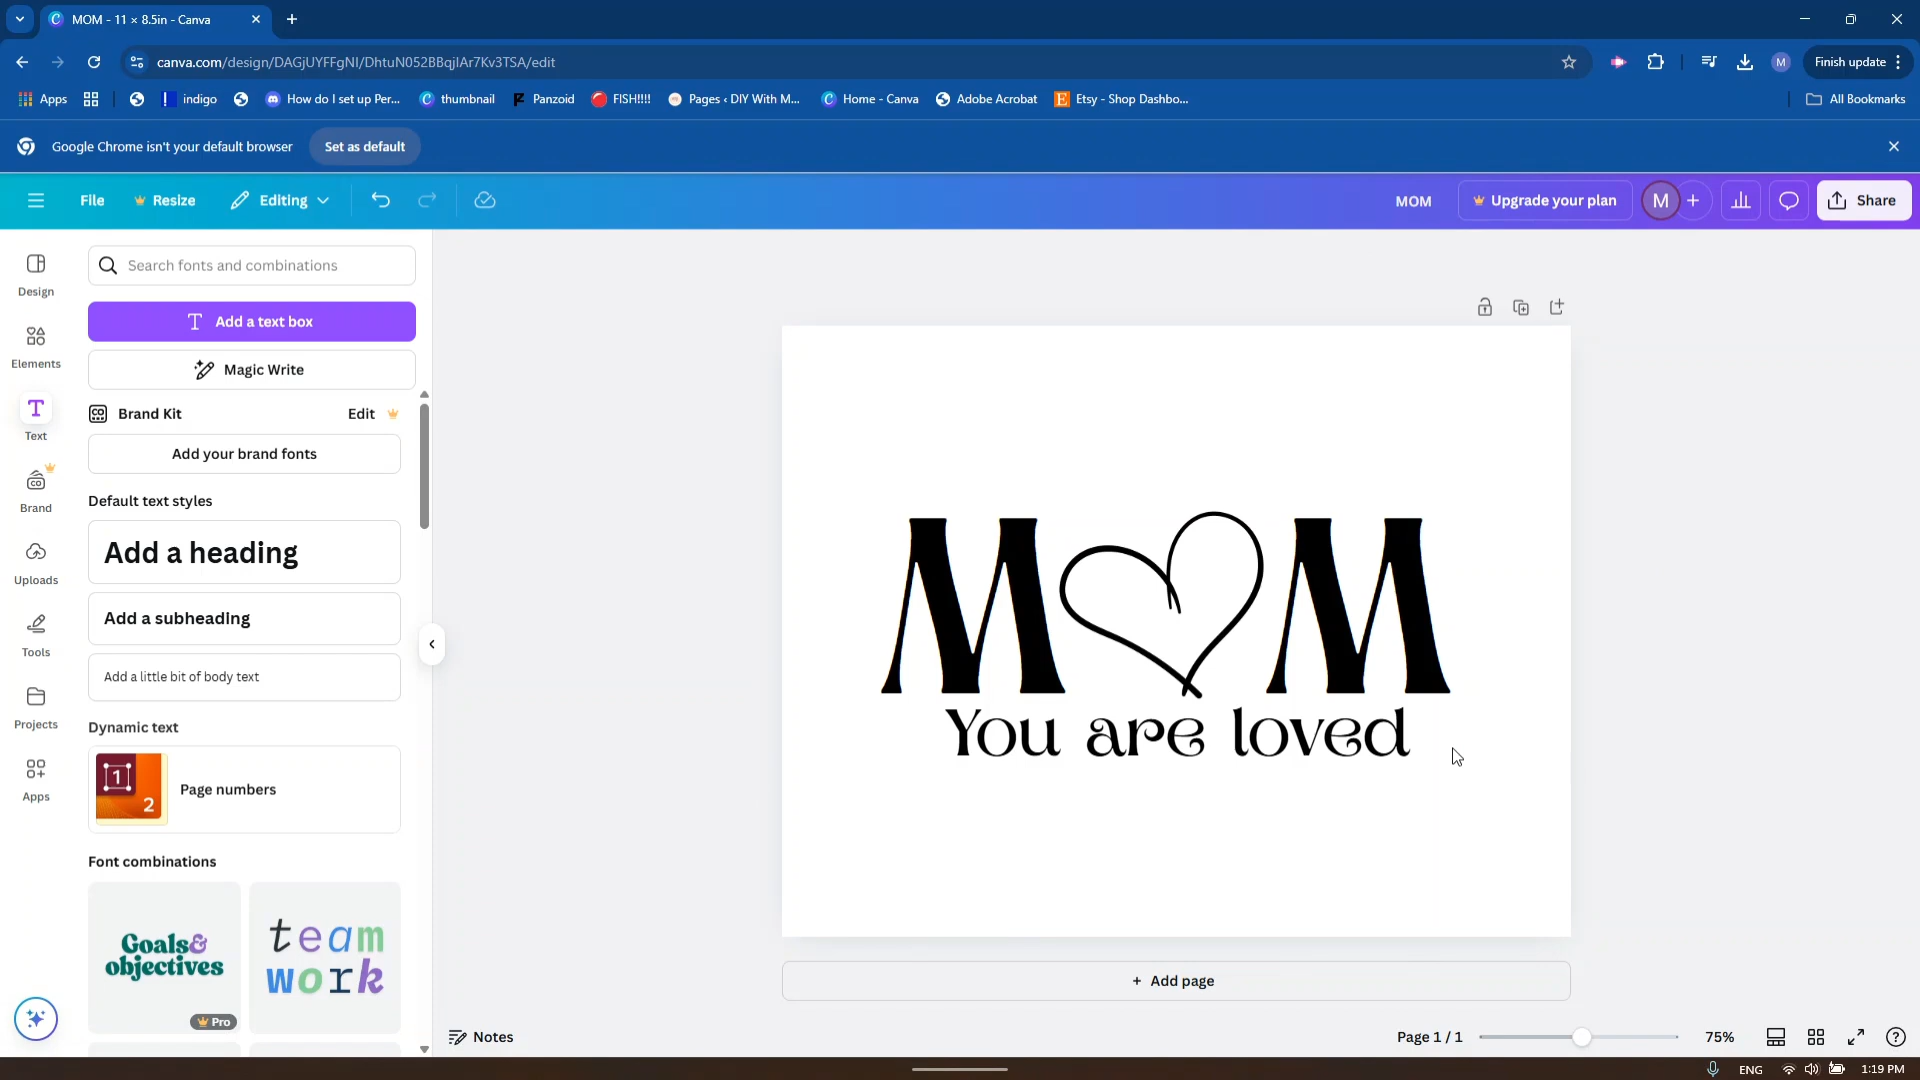 MOM - 11 × 8.5in - Canva
canva.com/design/DAGjUYFFgNI/DhtuN052BBqjlAr7Kv3TSA/edit
Finish update
Apps
indigo
How do I set up Per...
thumbnail
Panzoid
FISH!!!!
Pages ‹ DIY With M...
Home - Canva
Adobe Acrobat
Etsy - Shop Dashbo...
All Bookmarks
Google Chrome isn't your default browser
Set as default
File
Resize
Editing
MOM
Upgrade your plan
M
Share
Design
Elements
Text
Brand
Uploads
Tools
Projects
Apps
Search fonts and combinations
Add a text box
Magic Write
Brand Kit
Edit
Add your brand fonts
Default text styles
Add a heading
Add a subheading
Add a little bit of body text
Dynamic text
1
2
Page numbers
Font combinations
Goals&
objectives
Pro
team
work
M M
You are loved
+ Add page
Notes
Page 1 / 1
75%
ENG
1:19 PM